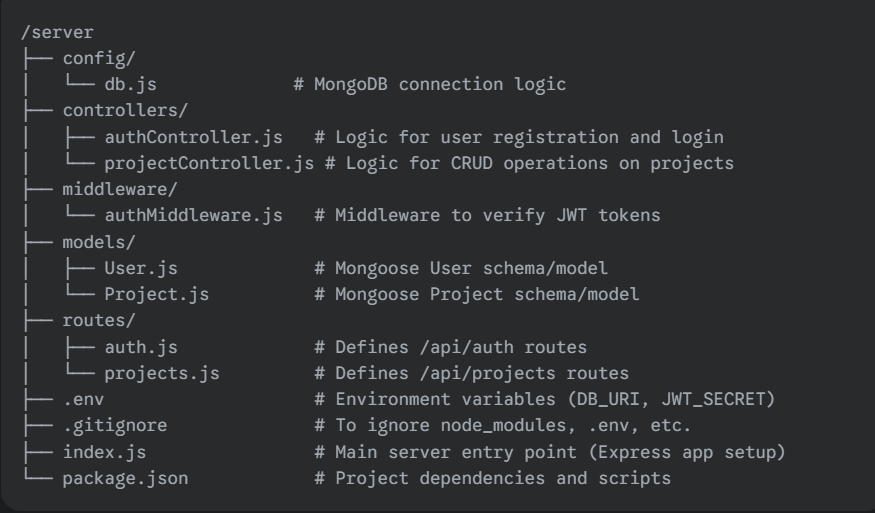 /server
├── config/
│   └── db.js             # MongoDB connection logic
├── controllers/
│   ├── authController.js   # Logic for user registration and login
│   └── projectController.js # Logic for CRUD operations on projects
├── middleware/
│   └── authMiddleware.js   # Middleware to verify JWT tokens
├── models/
│   ├── User.js             # Mongoose User schema/model
│   └── Project.js          # Mongoose Project schema/model
├── routes/
│   ├── auth.js             # Defines /api/auth routes
│   └── projects.js         # Defines /api/projects routes
├── .env                    # Environment variables (DB_URI, JWT_SECRET)
├── .gitignore              # To ignore node_modules, .env, etc.
├── index.js                # Main server entry point (Express app setup)
└── package.json            # Project dependencies and scripts